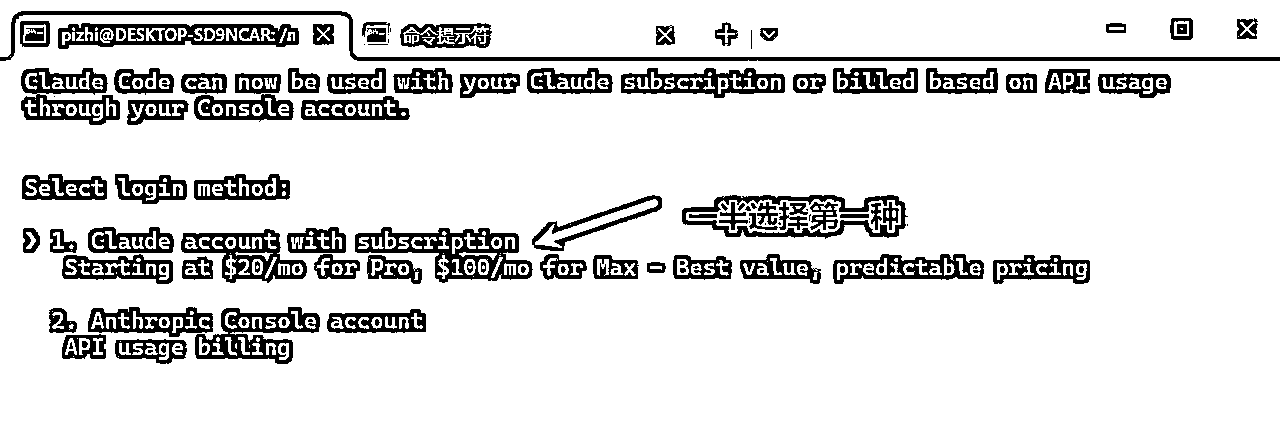 pizhi@DESKTOP-SD9NCAR: /n
命令提示符
Claude Code can now be used with your Claude subscription or billed based on API usage
through your Console account.
Select login method:
一半选择第一种
❯ 1. Claude account with subscription
Starting at $20/mo for Pro, $100/mo for Max - Best value, predictable pricing
2. Anthropic Console account
API usage billing